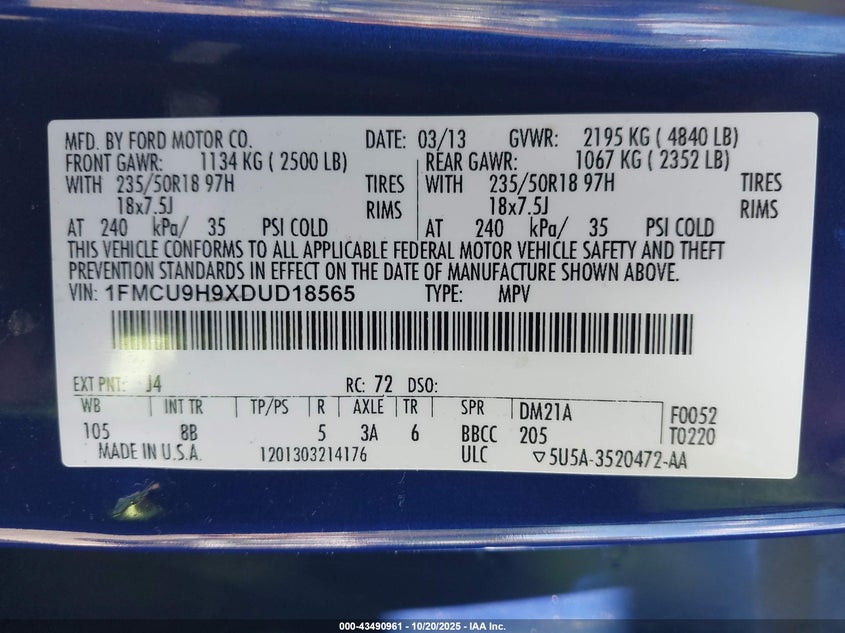 MFD. BY FORD MOTOR CO. DATE: 03/13 GVWR: 2195 KG ( 4840 LB)
FRONT GAWR: 1134 KG ( 2500 LB) REAR GAWR: 1067 KG ( 2352 LB)
WITH 235/50R18 97H TIRES WITH 235/50R18 97H TIRES
18x7.5J RIMS 18x7.5J RIMS
AT 240 kPa/ 35 PSI COLD AT 240 kPa/ 35 PSI COLD
THIS VEHICLE CONFORMS TO ALL APPLICABLE FEDERAL MOTOR VEHICLE SAFETY AND THEFT
PREVENTION STANDARDS IN EFFECT ON THE DATE OF MANUFACTURE SHOWN ABOVE.
VIN: 1FMCU9H9XDUD18565 TYPE: MPV
EXT PNT: J4 RC: 72 DSO:
WB INT TR TP/PS R AXLE TR SPR DM21A F0052
105 8B 5 3A 6 BBCC 205 T0220
MADE IN U.S.A. 1201303214176 ULC ▽5U5A-3520472-AA
000-43490961 - 10/20/2025 - IAA Inc.